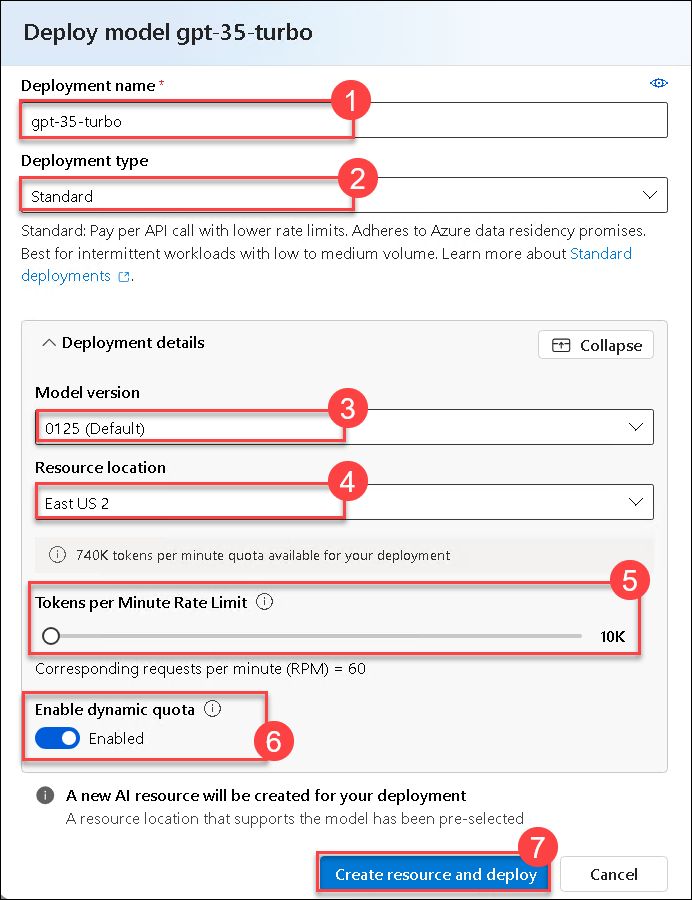 Deploy model gpt-35-turbo
Deployment name *
1
gpt-35-turbo
Deployment type
2
Standard
Standard: Pay per API call with lower rate limits. Adheres to Azure data residency promises.
Best for intermittent workloads with low to medium volume. Learn more about Standard
deployments.
Deployment details
Collapse
Model version
3
0125 (Default)
Resource location
4
East US 2
740K tokens per minute quota available for your deployment
5
Tokens per Minute Rate Limit
10K
Corresponding requests per minute (RPM) = 60
Enable dynamic quota
Enabled
6
A new AI resource will be created for your deployment
A resource location that supports the model has been pre-selected
7
Create resource and deploy
Cancel